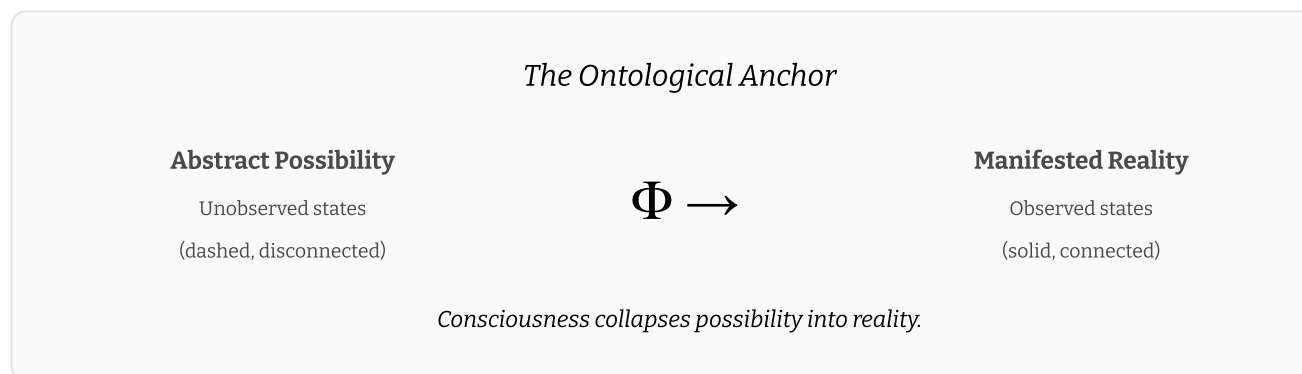 The Ontological Anchor
Abstract Possibility
Unobserved states
(dashed, disconnected)
Φ →
Manifested Reality
Observed states
(solid, connected)
Consciousness collapses possibility into reality.